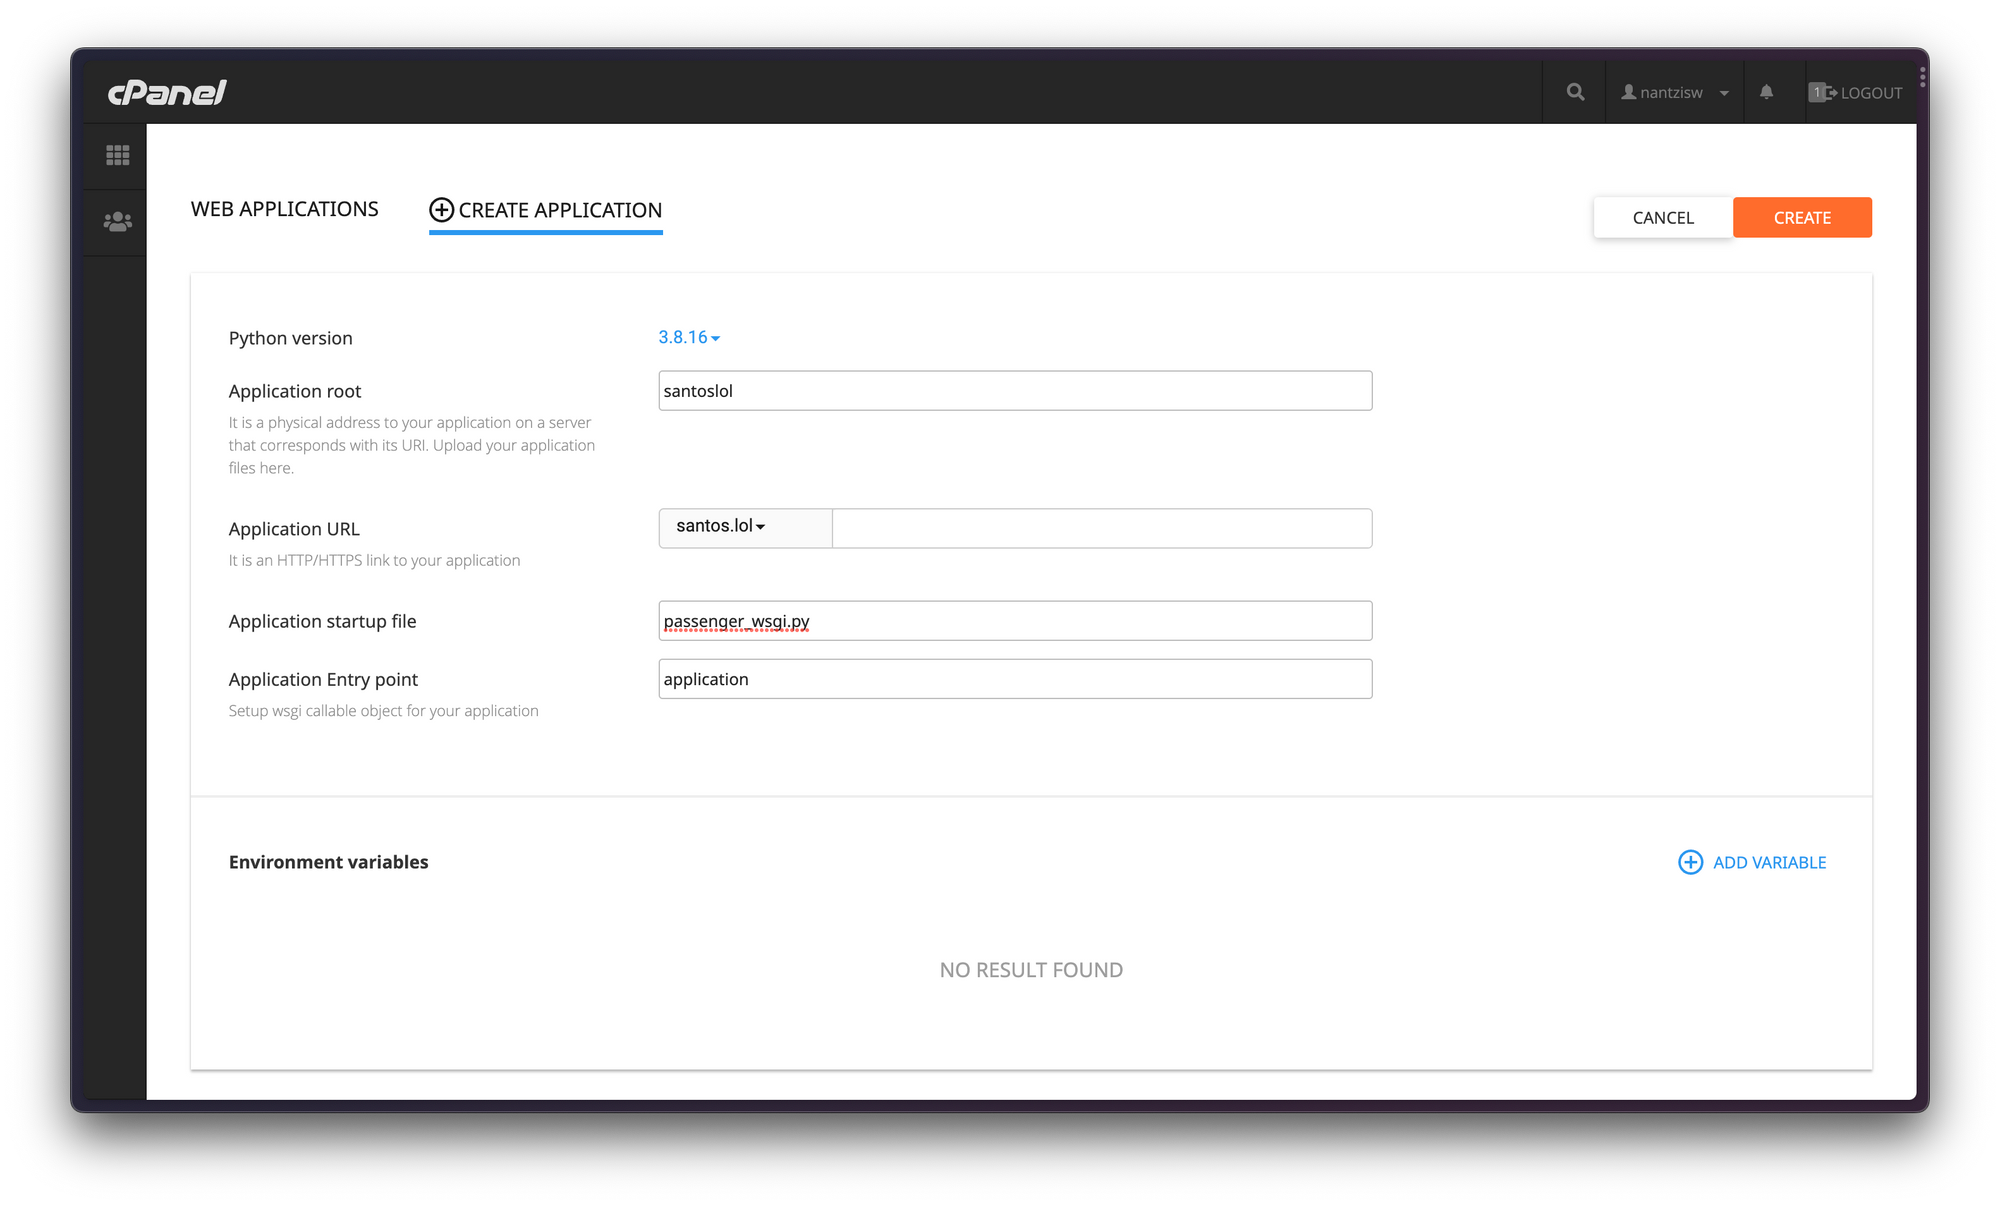 cPanel
nantzisw
1
LOGOUT
WEB APPLICATIONS
CREATE APPLICATION
CANCEL
CREATE
Python version
3.8.16
Application root
santoslol
It is a physical address to your application on a server
that corresponds with its URI. Upload your application
files here.
Application URL
santos.lol
It is an HTTP/HTTPS link to your application
Application startup file
passenger_wsgi.py
Application Entry point
application
Setup wsgi callable object for your application
Environment variables
ADD VARIABLE
NO RESULT FOUND